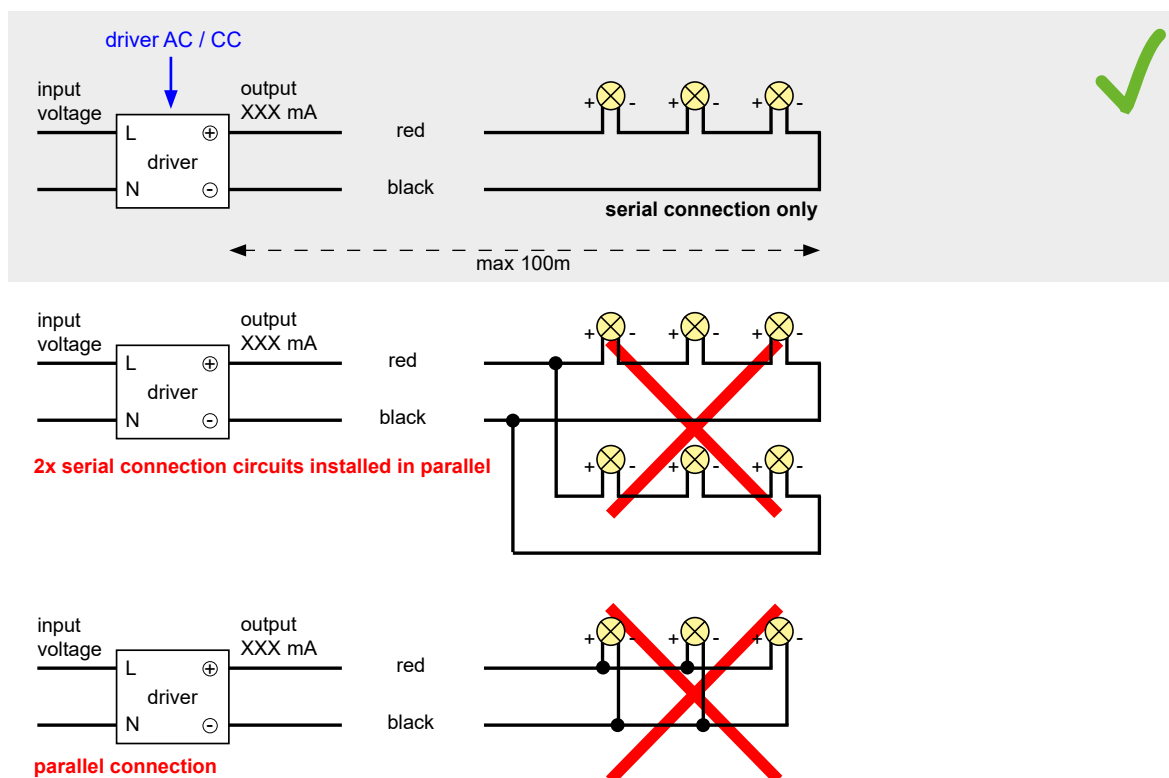 driver AC / CC
input
voltage
output
XXX mA
L
+
driver
N
-
red
black
+ - + - + -
serial connection only
max 100m
input
voltage
output
XXX mA
L
+
driver
N
-
red
black
+ - + - + -
2x serial connection circuits installed in parallel
+ - + - + -
input
voltage
output
XXX mA
L
+
driver
N
-
red
black
+ - + - + -
parallel connection